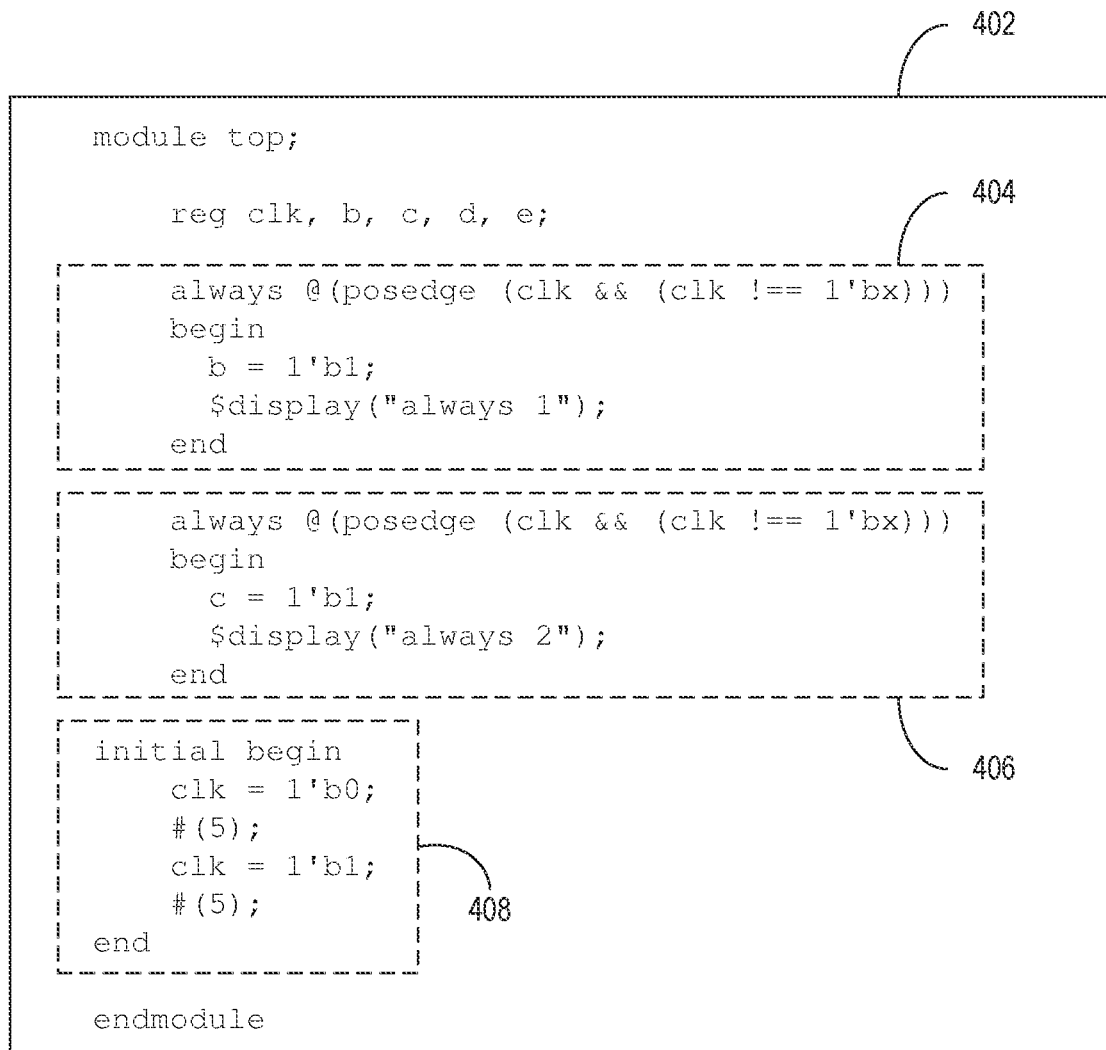 402
module top;
reg clk, b, c, d, e;
404
always @(posedge (clk && (clk !== 1'bx)))
begin
b = 1'b1;
$display("always 1");
end
always @(posedge (clk && (clk !== 1'bx)))
begin
c = 1'b1;
$display("always 2");
end
406
initial begin
clk = 1'b0;
#(5);
clk = 1'b1;
#(5);
end
408
endmodule